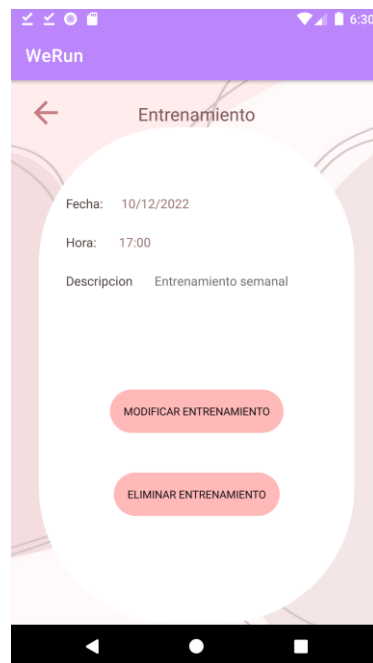 6:30
WeRun
Entrenamiento
Fecha: 10/12/2022
Hora: 17:00
Descripcion Entrenamiento semanal
MODIFICAR ENTRENAMIENTO
ELIMINAR ENTRENAMIENTO